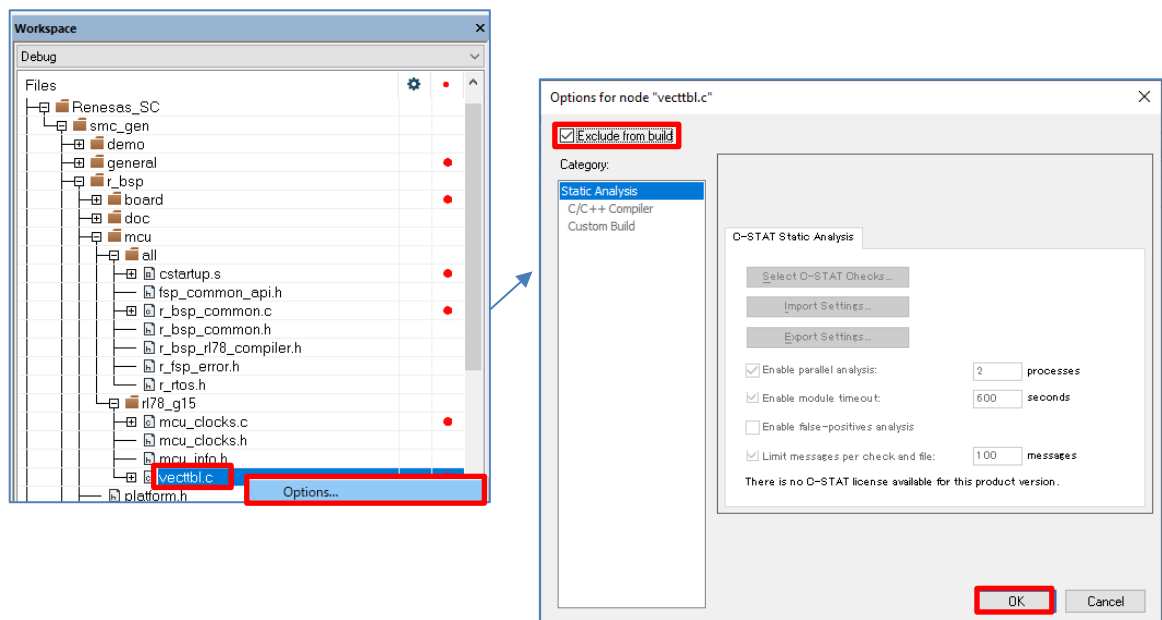 Workspace
Debug
Files
Renesas_SC
smc_gen
demo
general
r_bsp
board
doc
mcu
all
cstartup.s
fsp_common_api.h
r_bsp_common.c
r_bsp_common.h
r_bsp_rl78_compiler.h
r_fsp_error.h
r_rtos.h
rl78_g15
mcu_clocks.c
mcu_clocks.h
mcu_info.h
vecttbl.c
Options...
platform.h
Options for node "vecttbl.c"
Exclude from build
Category:
Static Analysis
C/C++ Compiler
Custom Build
C-STAT Static Analysis
Select C-STAT Checks...
Import Settings...
Export Settings...
Enable parallel analysis: 2 processes
Enable module timeout: 600 seconds
Enable false-positives analysis
Limit messages per check and file: 100 messages
There is no C-STAT license available for this product version.
OK Cancel